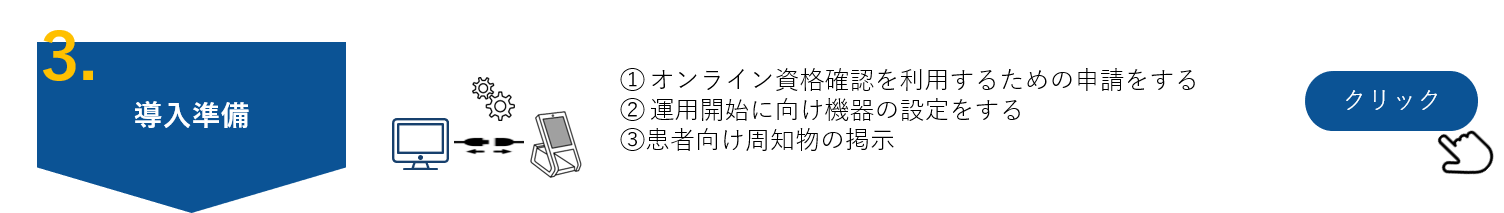 3.
導入準備
① オンライン資格確認を利用するための申請をする
② 運用開始に向け機器の設定をする
③患者向け周知物の掲示
クリック